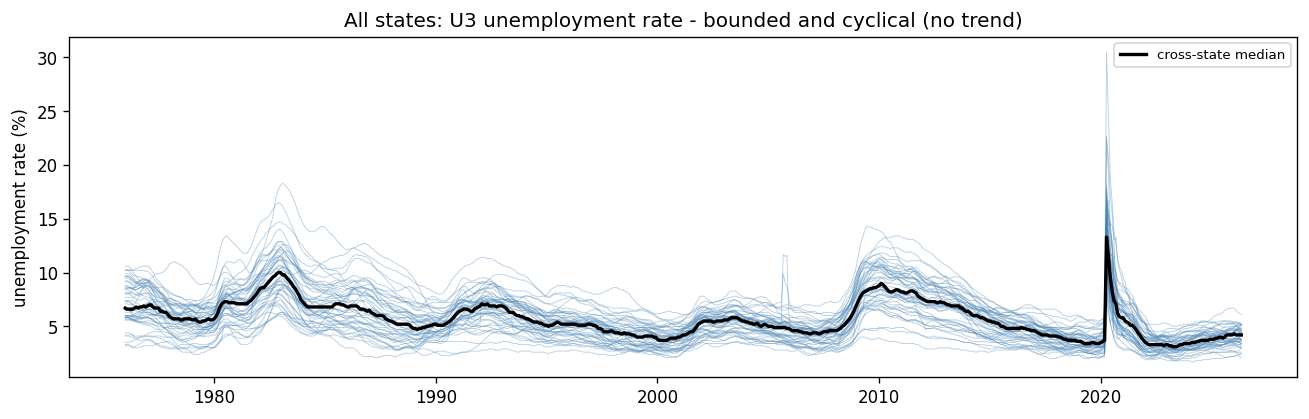 All states: U3 unemployment rate - bounded and cyclical (no trend)
cross-state median
unemployment rate (%)
30
25
20
15
10
5
1980 1990 2000 2010 2020